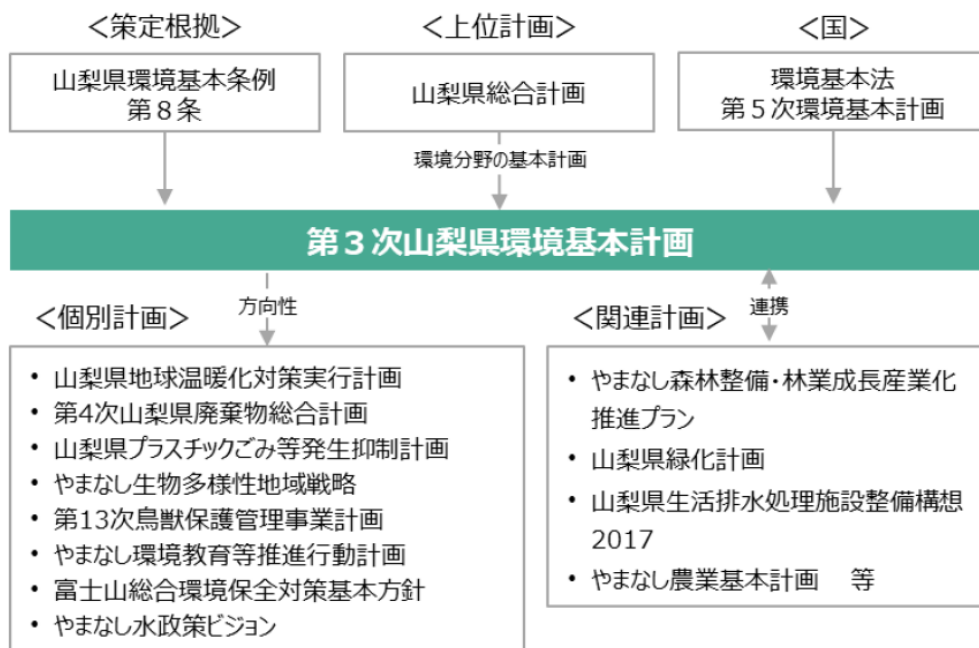 ＜策定根拠＞
山梨県環境基本条例
第８条
＜上位計画＞
山梨県総合計画
＜国＞
環境基本法
第５次環境基本計画
環境分野の基本計画
第３次山梨県環境基本計画
方向性
＜個別計画＞
• 山梨県地球温暖化対策実行計画
• 第4次山梨県廃棄物総合計画
• 山梨県プラスチックごみ等発生抑制計画
• やまなし生物多様性地域戦略
• 第13次鳥獣保護管理事業計画
• やまなし環境教育等推進行動計画
• 富士山総合環境保全対策基本方針
• やまなし水政策ビジョン
連携
＜関連計画＞
• やまなし森林整備・林業成長産業化
推進プラン
• 山梨県緑化計画
• 山梨県生活排水処理施設整備構想
2017
• やまなし農業基本計画　等